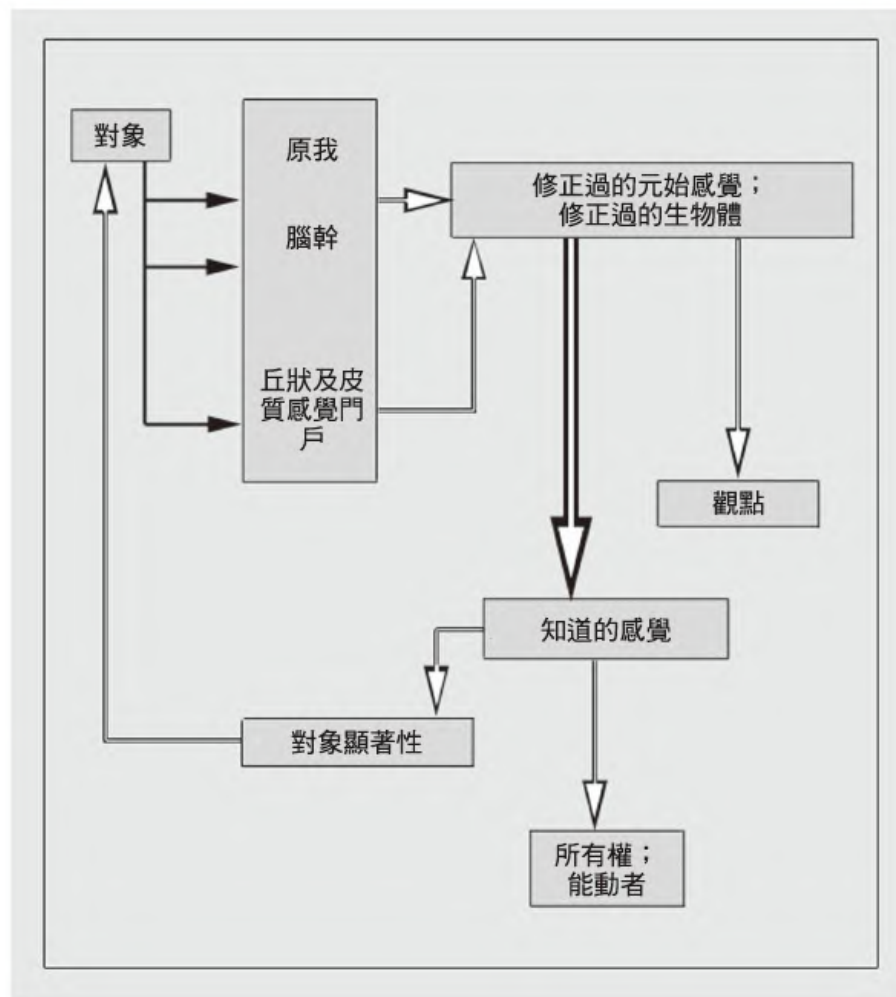 對象
原我
腦幹
丘狀及皮
質感覺門
戶
修正過的元始感覺；
修正過的生物體
觀點
知道的感覺
對象顯著性
所有權；
能動者